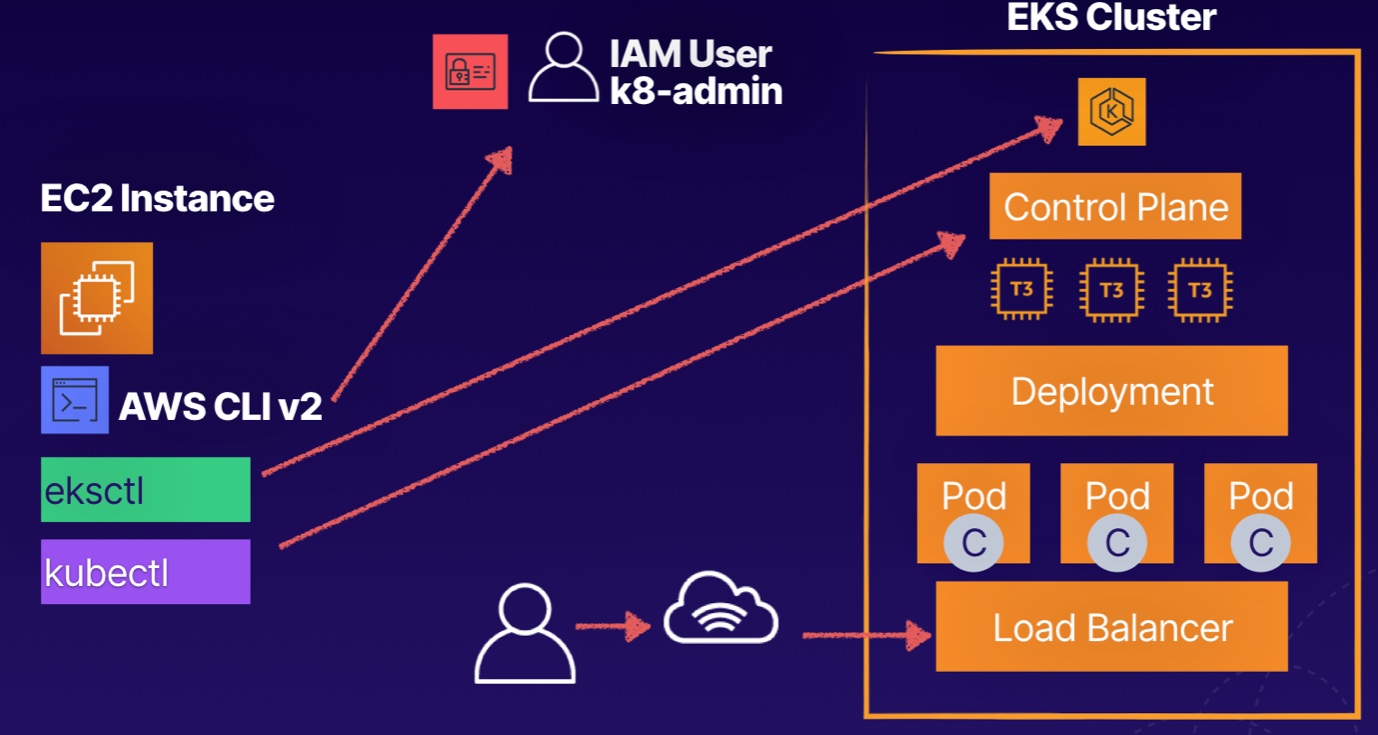 EKS Cluster
IAM User
k8-admin
K
EC2 Instance
Control Plane
T3 T3 T3
AWS CLI v2
Deployment
eksctl
Pod Pod Pod
C C C
kubectl
Load Balancer